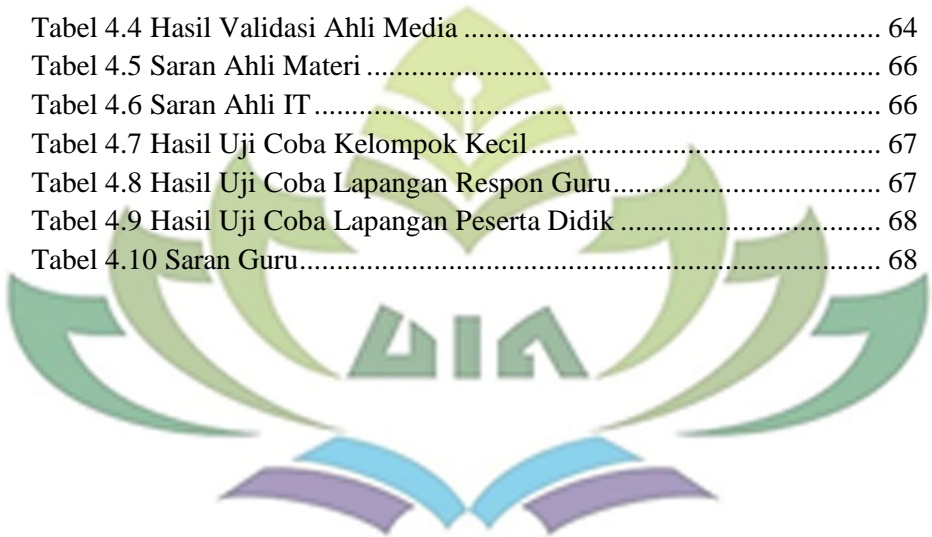 Tabel 4.4 Hasil Validasi Ahli Media ........................................................ 64
Tabel 4.5 Saran Ahli Materi ..................................................................... 66
Tabel 4.6 Saran Ahli IT ............................................................................ 66
Tabel 4.7 Hasil Uji Coba Kelompok Kecil ............................................... 67
Tabel 4.8 Hasil Uji Coba Lapangan Respon Guru .................................... 67
Tabel 4.9 Hasil Uji Coba Lapangan Peserta Didik ................................... 68
Tabel 4.10 Saran Guru .............................................................................. 68
UIN